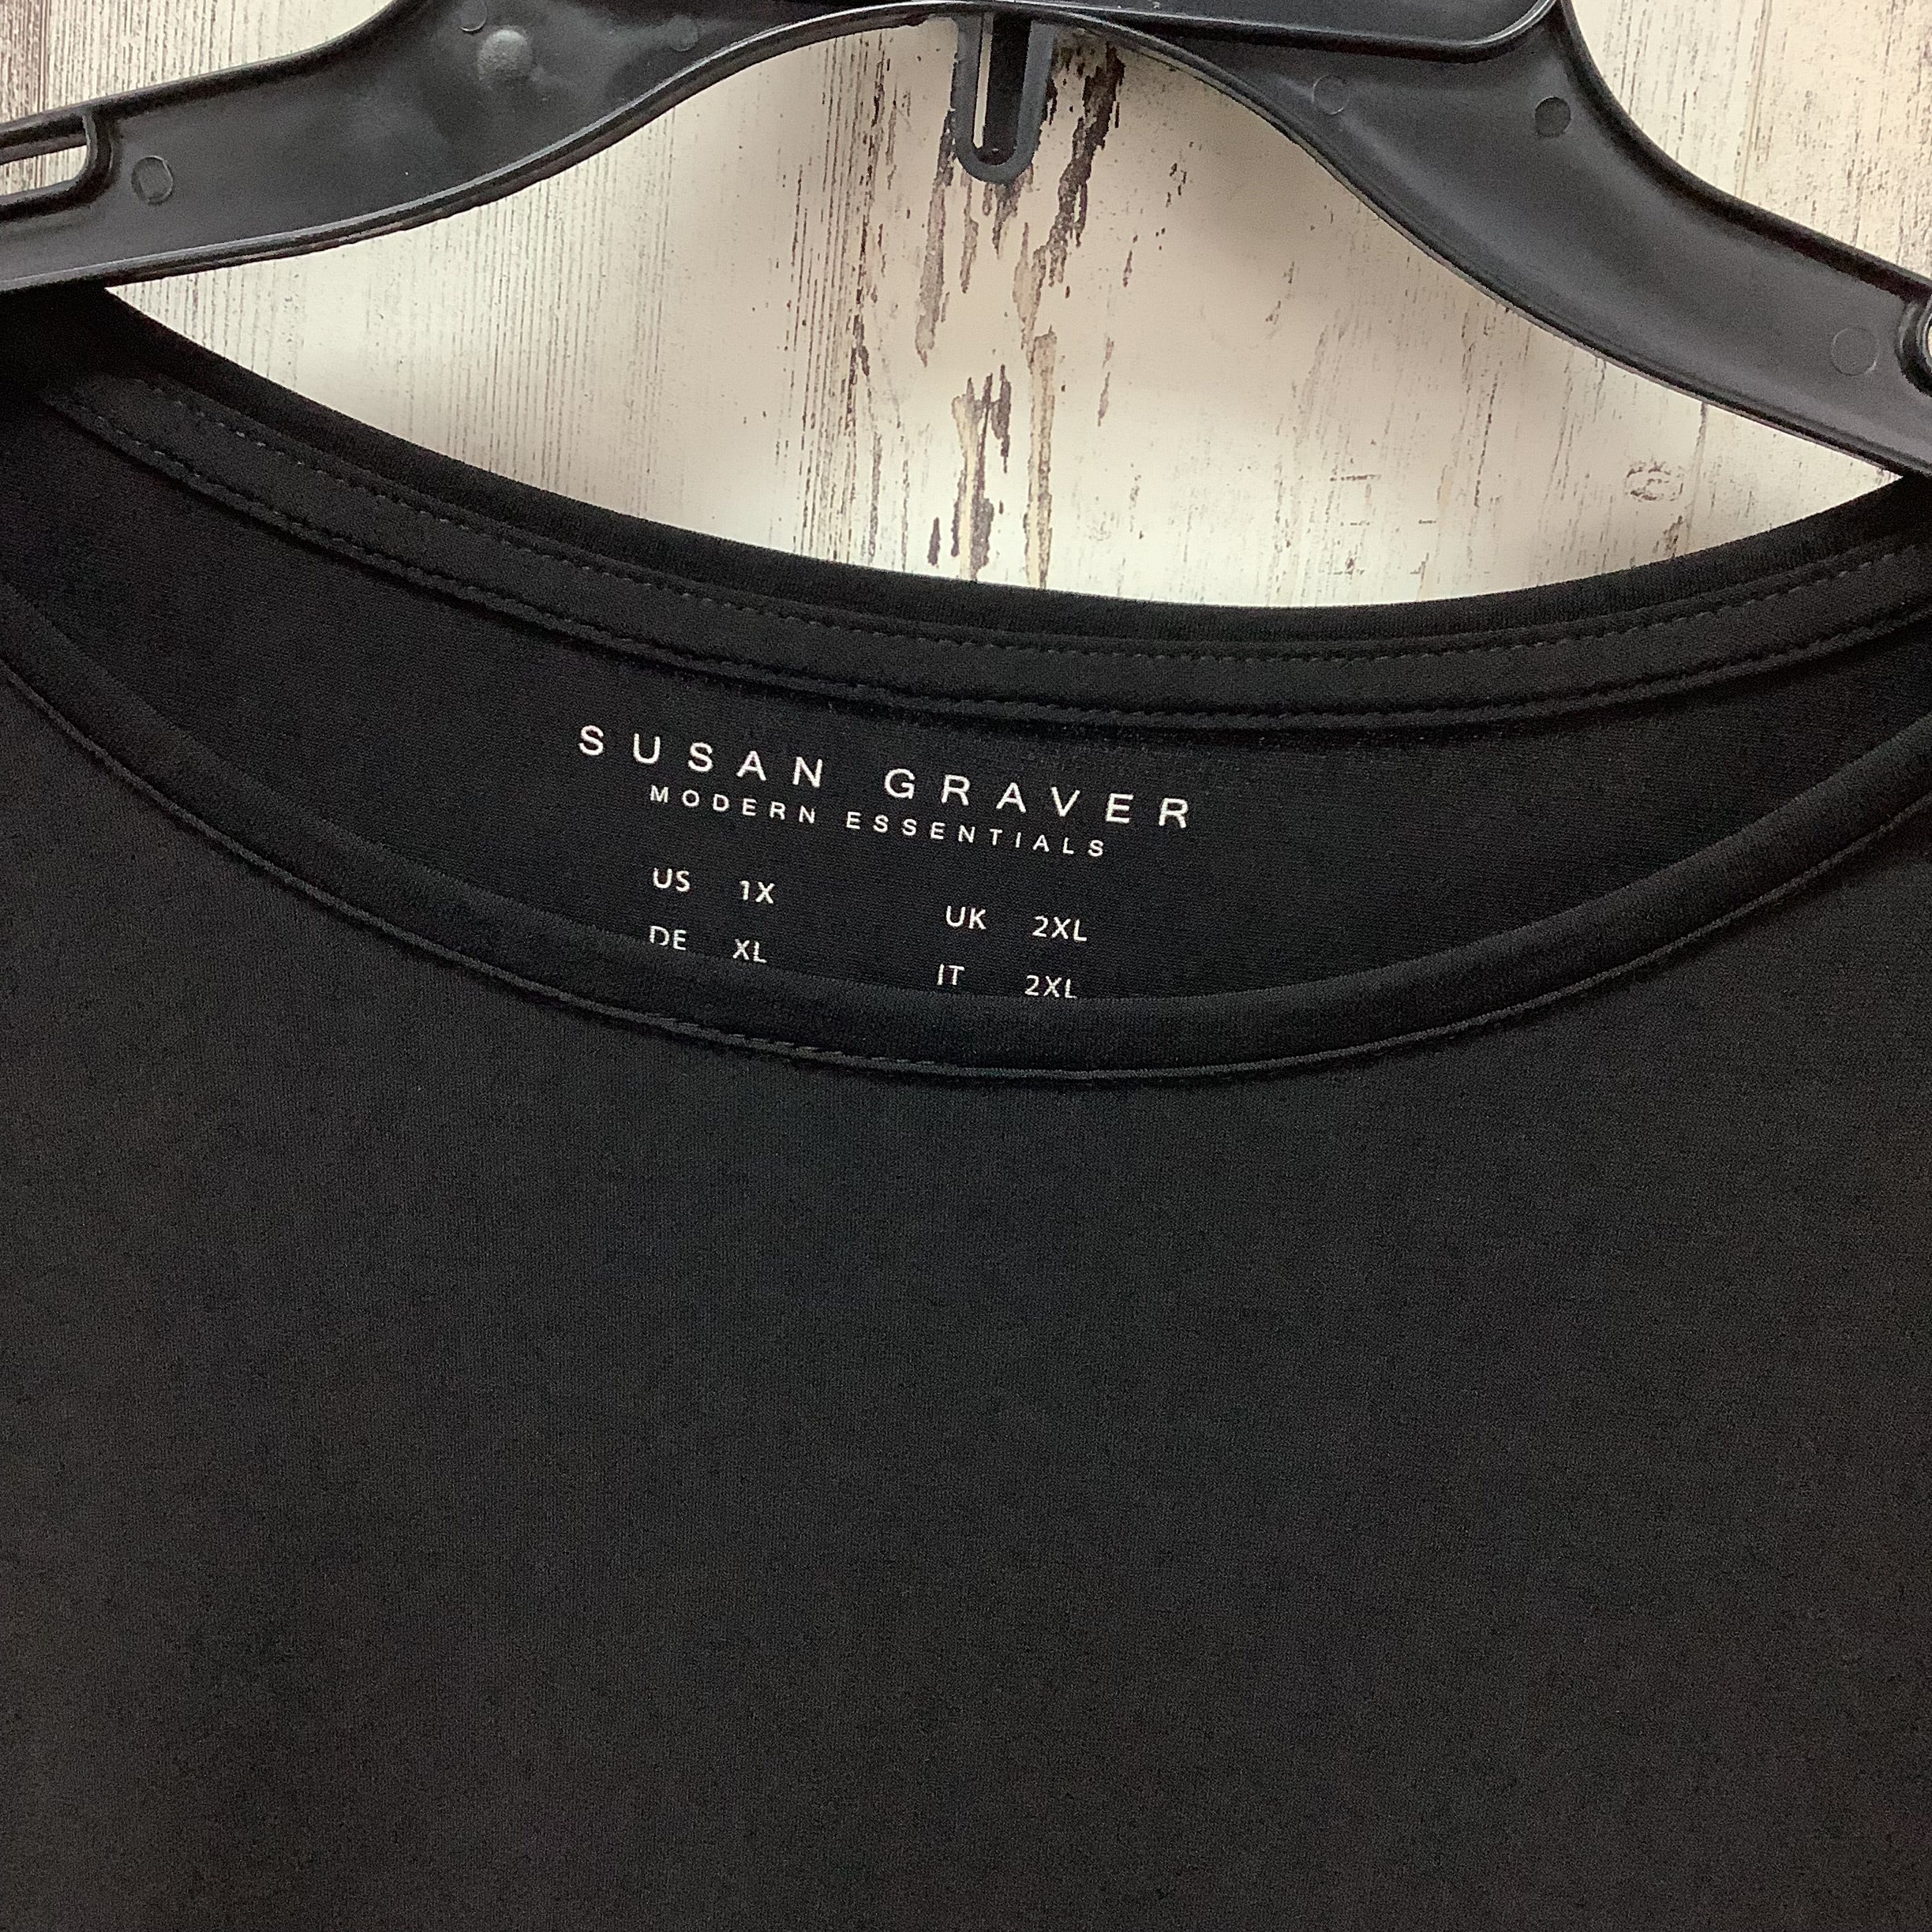 SUSAN GRAVER
MODERN ESSENTIALS
US 1X UK 2XL
DE XL IT 2XL